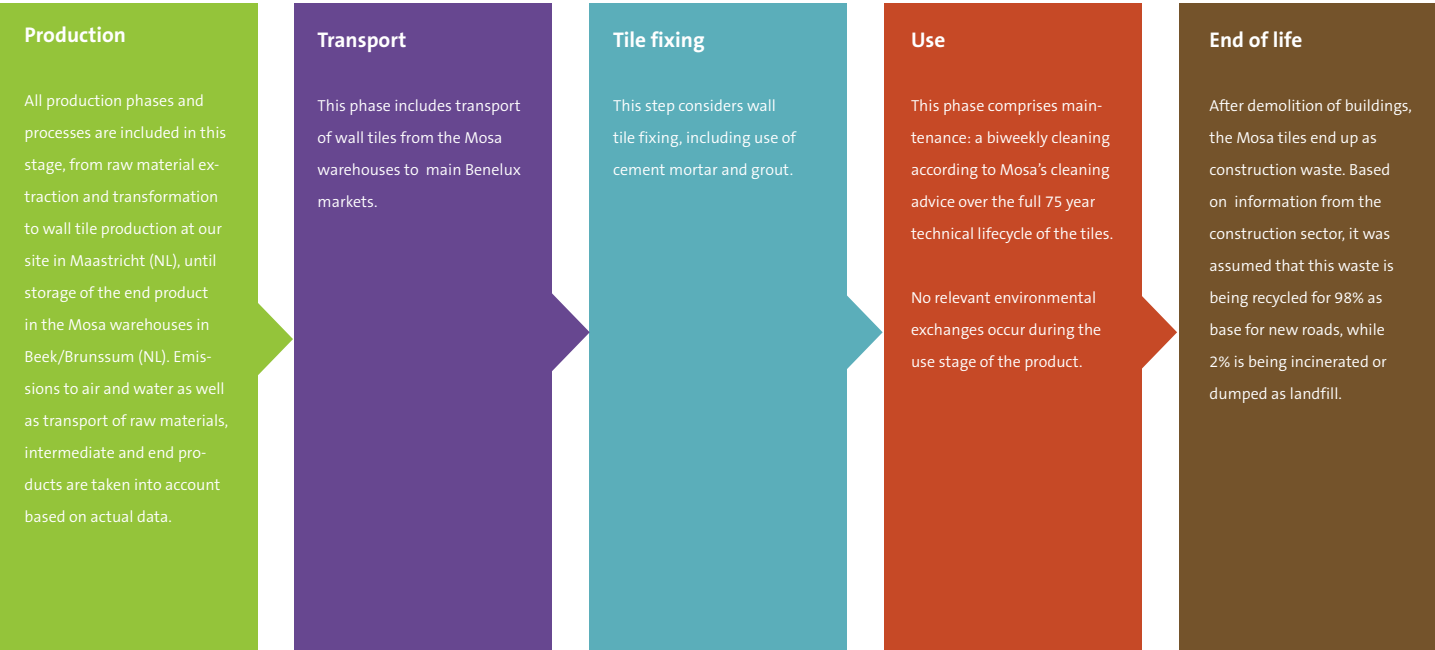 Production
All production phases and
processes are included in this
stage, from raw material ex-
traction and transformation
to wall tile production at our
site in Maastricht (NL), until
storage of the end product
in the Mosa warehouses in
Beek/Brunssum (NL). Emis-
sions to air and water as well
as transport of raw materials,
intermediate and end pro-
ducts are taken into account
based on actual data.
Transport
This phase includes transport
of wall tiles from the Mosa
warehouses to  main Benelux
markets.
Tile fixing
This step considers wall
tile fixing, including use of
cement mortar and grout.
Use
This phase comprises main-
tenance: a biweekly cleaning
according to Mosa's cleaning
advice over the full 75 year
technical lifecycle of the tiles.
No relevant environmental
exchanges occur during the
use stage of the product.
End of life
After demolition of buildings,
the Mosa tiles end up as
construction waste. Based
on  information from the
construction sector, it was
assumed that this waste is
being recycled for 98% as
base for new roads, while
2% is being incinerated or
dumped as landfill.